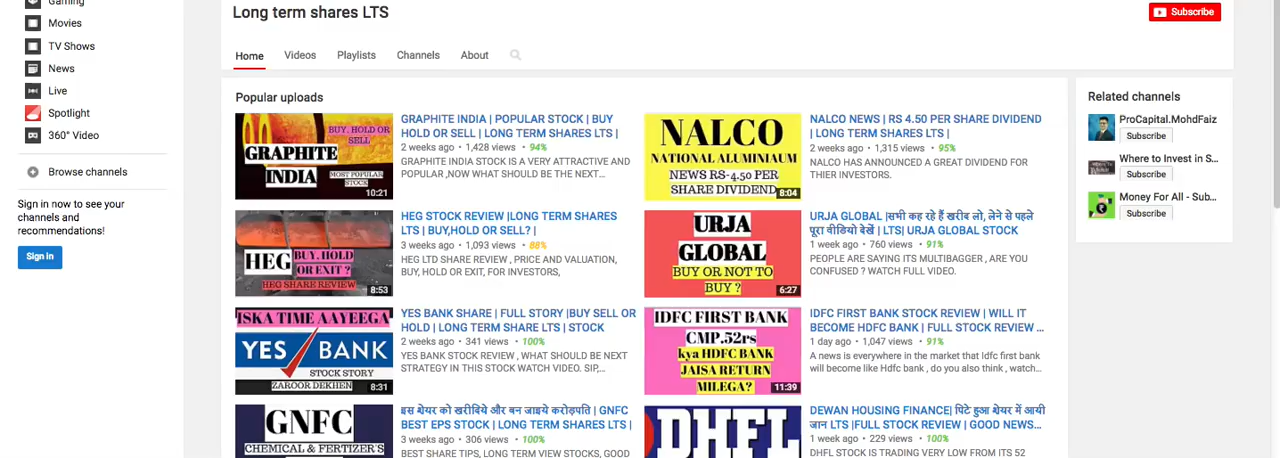 Gaming
Movies
TV Shows
News
Live
Spotlight
360° Video
Browse channels
Sign in now to see your
channels and
recommendations!
Sign in
Long term shares LTS
Subscribe
Home Videos Playlists Channels About
Popular uploads
BUY, HOLD OR
SELL
GRAPHITE
INDIA
MOST POPULAR
STOCK
10:21
GRAPHITE INDIA | POPULAR STOCK | BUY
HOLD OR SELL | LONG TERM SHARES LTS |
2 weeks ago • 1,428 views • 94%
GRAPHITE INDIA STOCK IS A VERY ATTRACTIVE AND
POPULAR ,NOW WHAT SHOULD BE THE NEXT...
NALCO
NATIONAL ALUMINIAUM
NEWS RS-4.50 PER
SHARE DIVIDEND
8:04
NALCO NEWS | RS 4.50 PER SHARE DIVIDEND
| LONG TERM SHARES LTS |
2 weeks ago • 1,315 views • 95%
NALCO HAS ANNOUNCED A GREAT DIVIDEND FOR
THIER INVESTORS.
HEG
BUY, HOLD
OR EXIT ?
HEG SHARE REVIEW
8:53
HEG STOCK REVIEW |LONG TERM SHARES
LTS | BUY,HOLD OR SELL? |
3 weeks ago • 1,093 views • 88%
HEG LTD SHARE REVIEW , PRICE AND VALUATION,
BUY, HOLD OR EXIT, FOR INVESTORS,
URJA
GLOBAL
BUY OR NOT TO
BUY ?
6:27
URJA GLOBAL |सभी कह रहे हैं खरीब लो, लेने से पहले
पूरा वीडियो देखें | LTS| URJA GLOBAL STOCK
1 week ago • 760 views • 91%
PEOPLE ARE SAYING ITS MULTIBAGGER , ARE YOU
CONFUSED ? WATCH FULL VIDEO.
ISKA TIME AAYEEGA
YES BANK
STOCK STORY
ZAROOR DEKHEN
8:31
YES BANK SHARE | FULL STORY |BUY SELL OR
HOLD | LONG TERM SHARE LTS | STOCK
2 weeks ago • 341 views • 100%
YES BANK STOCK REVIEW , WHAT SHOULD BE NEXT
STRATEGY IN THIS STOCK WATCH VIDEO. SIP,...
IDFC FIRST BANK
CMP.52rs
kya HDFC BANK
JAISA RETURN
MILEGA?
11:39
IDFC FIRST BANK STOCK REVIEW | WILL IT
BECOME HDFC BANK | FULL STOCK REVIEW ...
1 day ago • 1,047 views • 91%
A news is everywhere in the market that Idfc first bank
will become like Hdfc bank , do you also think , watch...
GNFC
CHEMICAL & FERTIZER'S
इस शेयर को खरीबिये और बन जाइये करोड़पति | GNFC
BEST EPS STOCK | LONG TERM SHARES LTS |
3 weeks ago • 306 views • 100%
BEST SHARE TIPS, LONG TERM VIEW STOCKS, GOOD
DHFL
DEWAN HOUSING FINANCE| पिटे हुआ शेयर में आयी
जान LTS |FULL STOCK REVIEW | GOOD NEWS...
1 week ago • 229 views • 100%
DHFL STOCK IS TRADING VERY LOW FROM ITS 52
Related channels
ProCapital.MohdFaiz
Subscribe
Where to Invest in S...
Subscribe
Money For All - Sub...
Subscribe